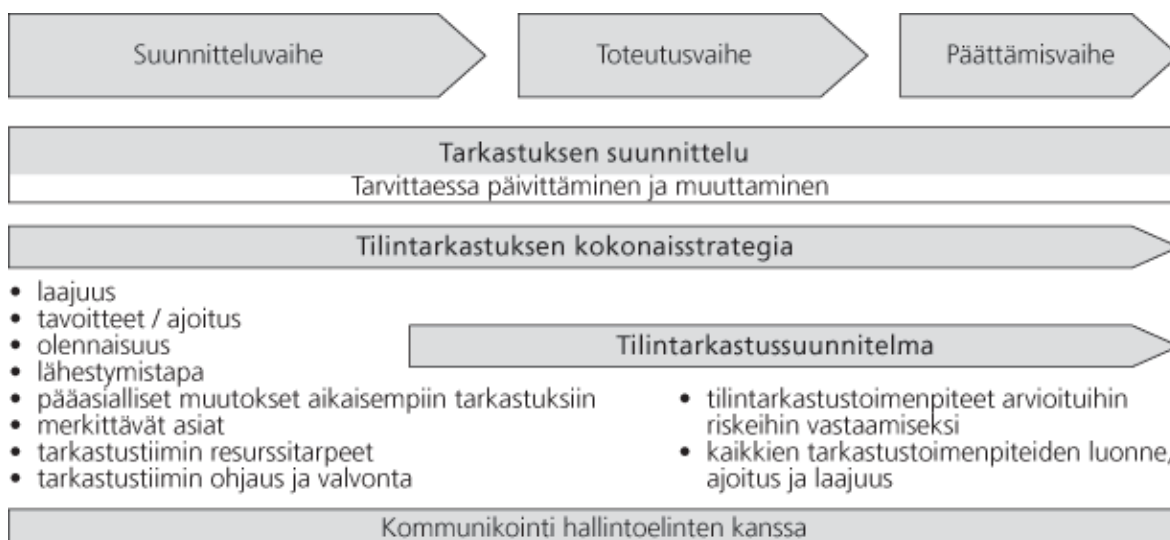 Suunnitteluvaihe
Toteutusvaihe
Päättämisvaihe
Tarkastuksen suunnittelu
Tarvittaessa päivittäminen ja muuttaminen
Tilintarkastuksen kokonaisstrategia
• laajuus
• tavoitteet / ajoitus
• olennaisuus
• lähestymistapa
• pääasialliset muutokset aikaisempiin tarkastuksiin
• merkittävät asiat
• tarkastustiimin resurssitarpeet
• tarkastustiimin ohjaus ja valvonta
Tilintarkastussuunnitelma
• tilintarkastustoimenpiteet arvioituihin
riskeihin vastaamiseksi
• kaikkien tarkastustoimenpiteiden luonne,
ajoitus ja laajuus
Kommunikointi hallintoelinten kanssa